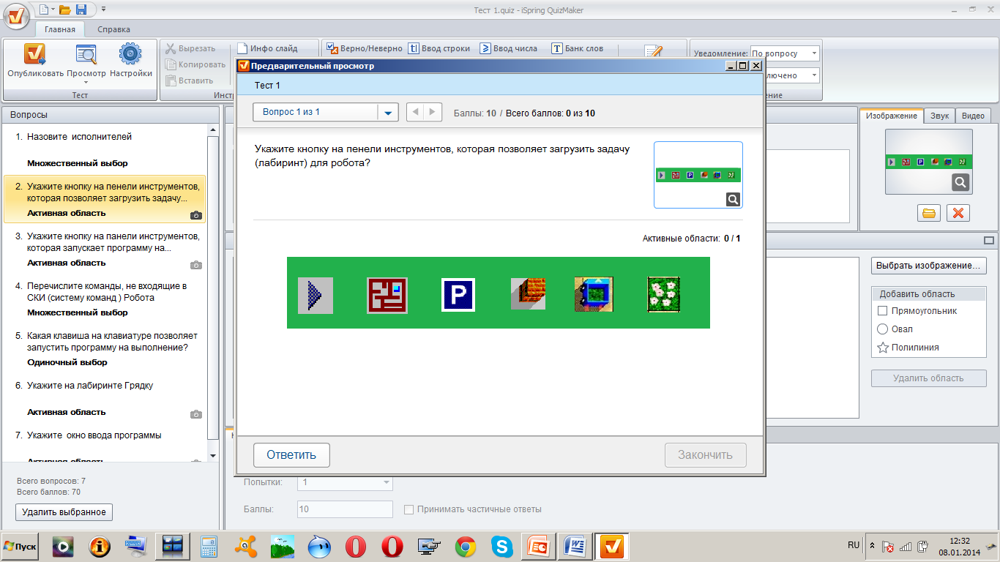 Тест 1.quiz - iSpring QuizMaker
Главная
Справка
Опубликовать
Просмотр
Настройки
Тест
Вырезать
Копировать
Вставить
Инфо слайд
Верно/Неверно
Ввод строки
Ввод числа
Банк слов
Уведомление:
По вопросу
Предварительный просмотр
Тест 1
Вопрос 1 из 1
Баллы: 10 / Всего баллов: 0 из 10
Укажите кнопку на пенели инструментов, которая позволяет загрузить задачу
(лабиринт) для робота?
Активные области: 0 / 1
P
Ответить
Закончить
Вопросы
1. Назовите исполнителей
Множественный выбор
2. Укажите кнопку на пенели инструментов,
которая позволяет загрузить задачу...
Активная область
3. Укажите кнопку на панели инструментов,
которая запускает программу на...
Активная область
4. Перечислите команды, не входящие в
СКИ (систему команд ) Робота
Множественный выбор
5. Какая клавиша на клавиатуре позволяет
запустить программу на выполнение?
Одиночный выбор
6. Укажите на лабиринте Грядку
Активная область
7. Укажите окно ввода программы
Активная область
Всего вопросов: 7
Всего баллов: 70
Удалить выбранное
Изображение
Звук
Видео
Выбрать изображение...
Добавить область
Прямоугольник
Овал
Полилиния
Удалить область
Попытки:
1
Баллы:
10
Принимать частичные ответы
Пуск
RU
12:32
08.01.2014